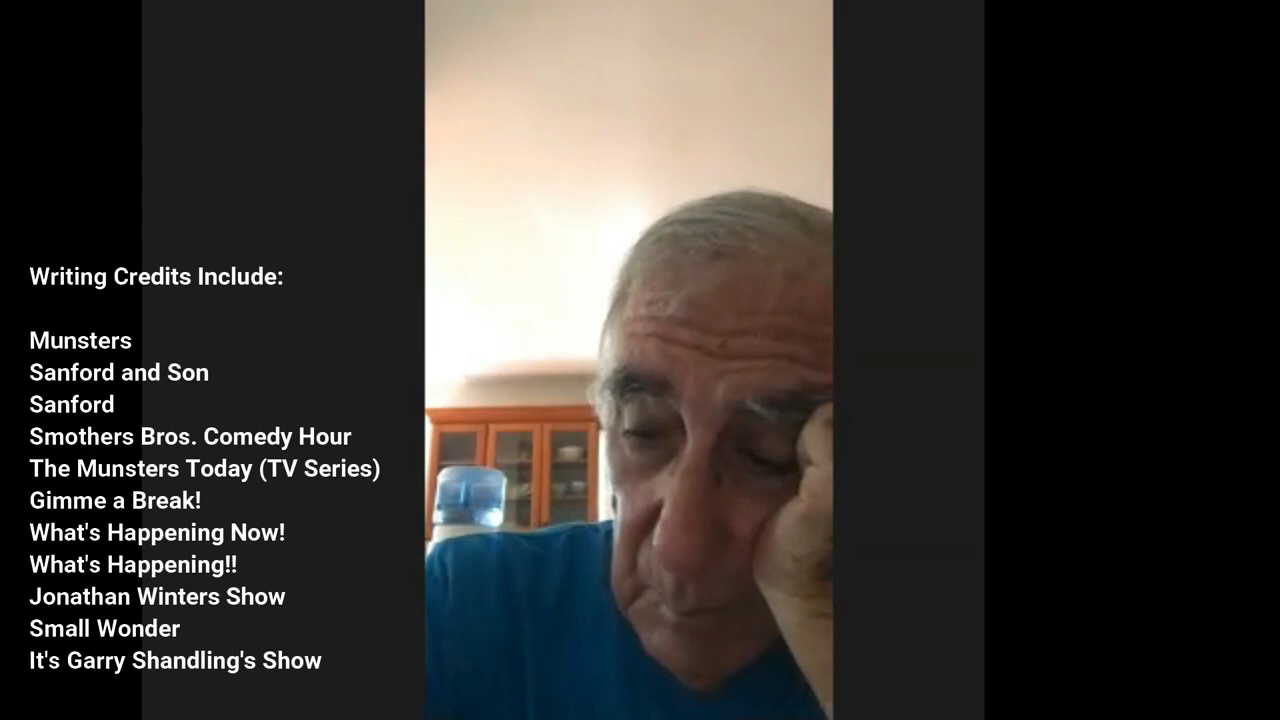 Writing Credits Include:
Munsters
Sanford and Son
Sanford
Smothers Bros. Comedy Hour
The Munsters Today (TV Series)
Gimme a Break!
What's Happening Now!
What's Happening!!
Jonathan Winters Show
Small Wonder
It's Garry Shandling's Show